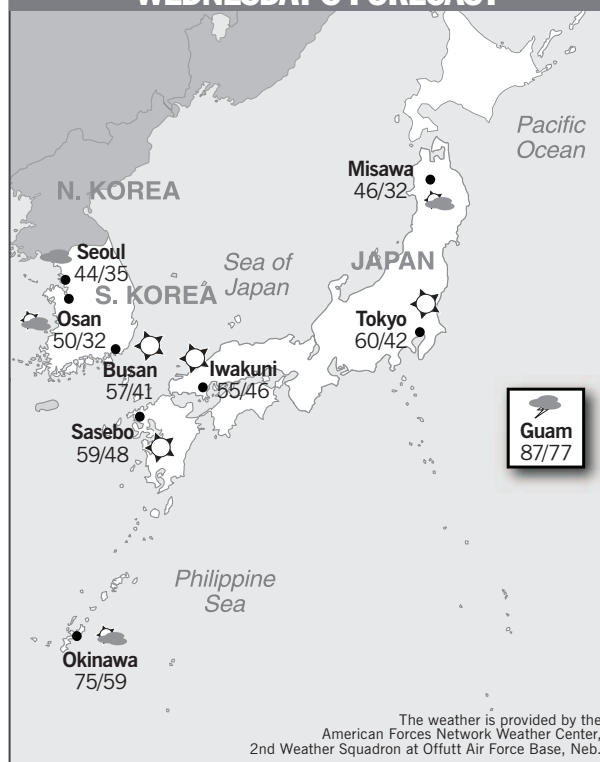 WEDNESDAY'S FORECAST
Pacific
Ocean
Misawa
46/32
N. KOREA
Seoul
44/35
Sea of
Japan
JAPAN
S. KOREA
Osan
50/32
Tokyo
60/42
Busan
57/41
Iwakuni
55/46
Guam
87/77
Sasebo
59/48
Philippine
Sea
Okinawa
75/59
The weather is provided by the
American Forces Network Weather Center,
2nd Weather Squadron at Offutt Air Force Base, Neb.